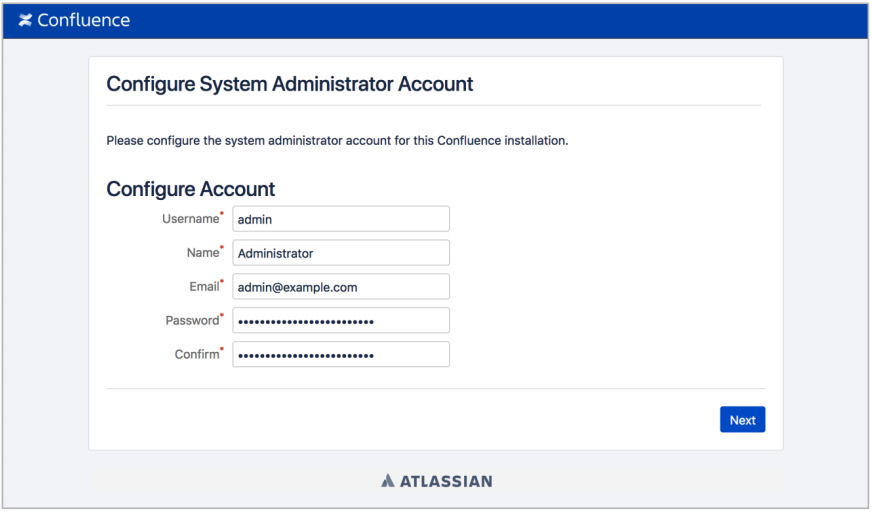 Confluence
Configure System Administrator Account
Please configure the system administrator account for this Confluence installation.
Configure Account
Username* admin
Name* Administrator
Email* admin@example.com
Password* •••••••••••••••••••••••••
Confirm* •••••••••••••••••••••••••
Next
ATLASSIAN